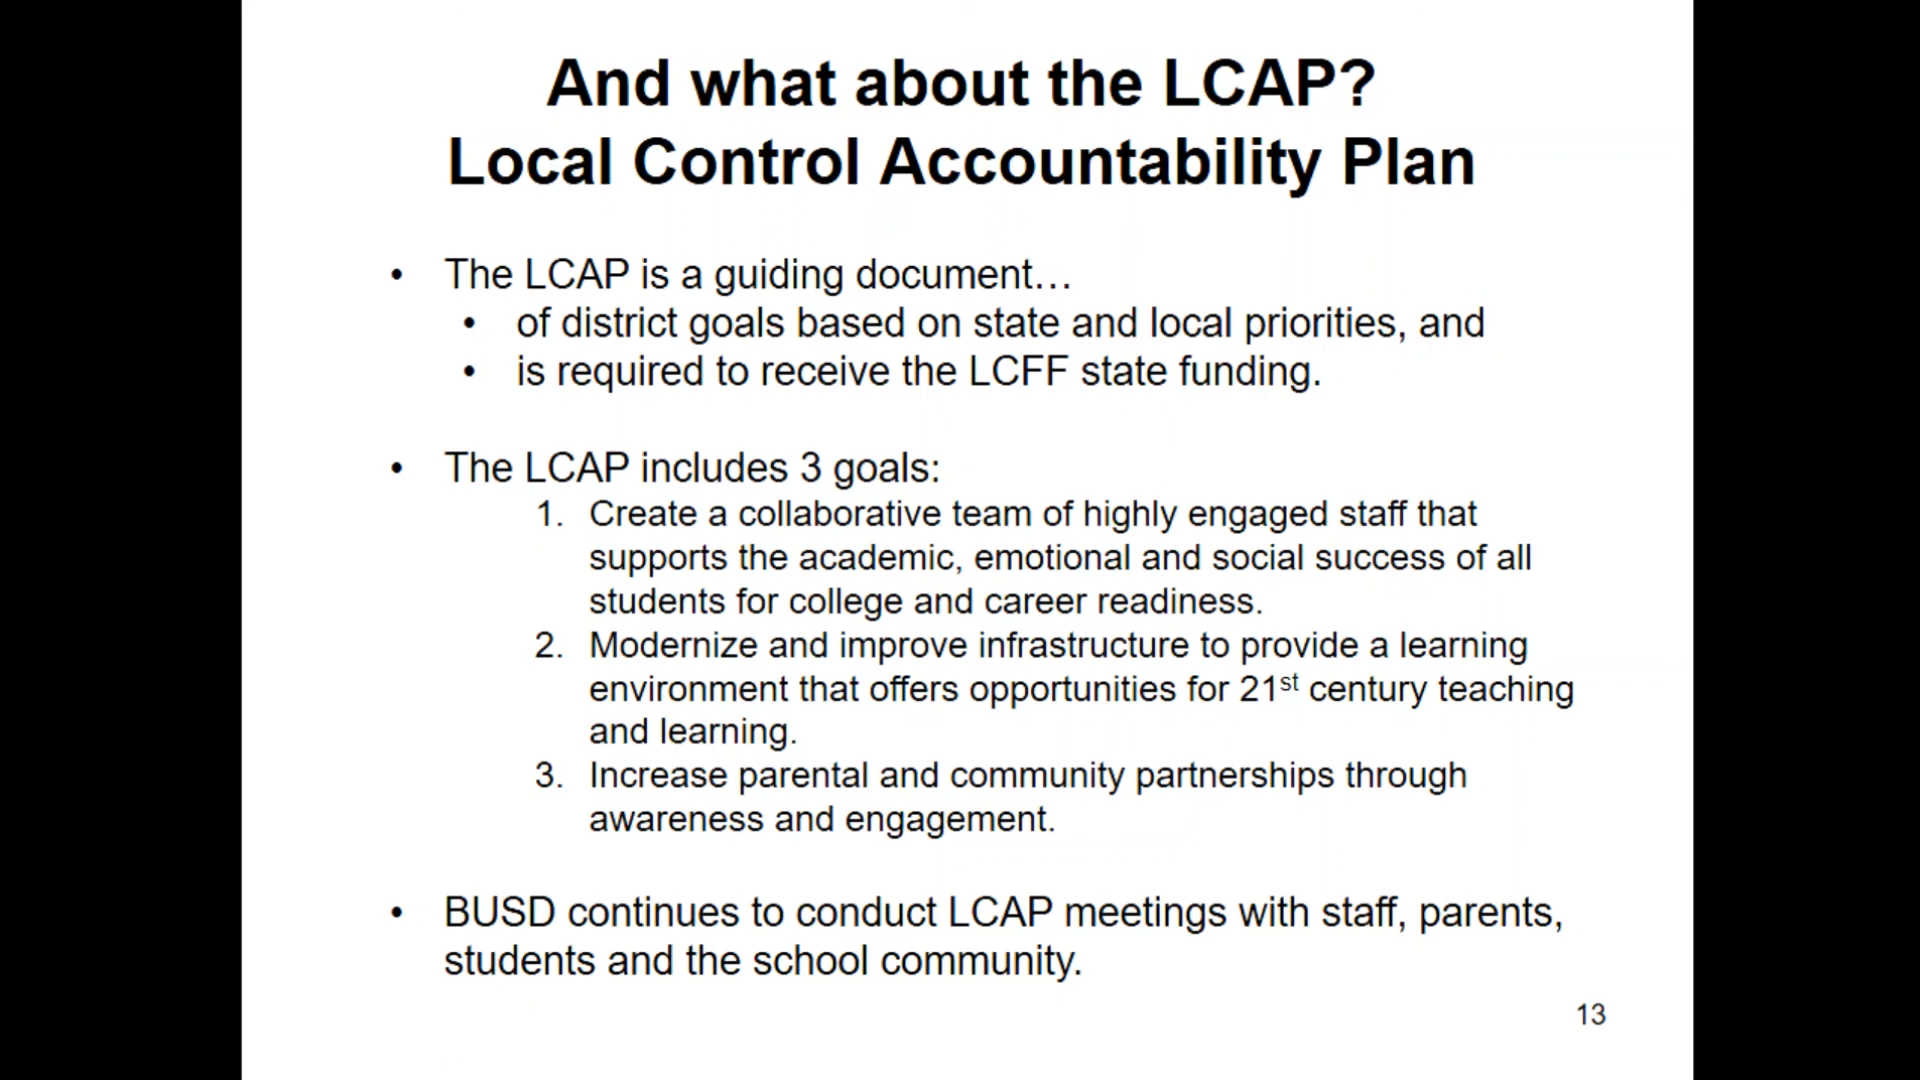 And what about the LCAP?
Local Control Accountability Plan
• The LCAP is a guiding document…
• of district goals based on state and local priorities, and
• is required to receive the LCFF state funding.
• The LCAP includes 3 goals:
1. Create a collaborative team of highly engaged staff that
supports the academic, emotional and social success of all
students for college and career readiness.
2. Modernize and improve infrastructure to provide a learning
environment that offers opportunities for 21st century teaching
and learning.
3. Increase parental and community partnerships through
awareness and engagement.
• BUSD continues to conduct LCAP meetings with staff, parents,
students and the school community.
13